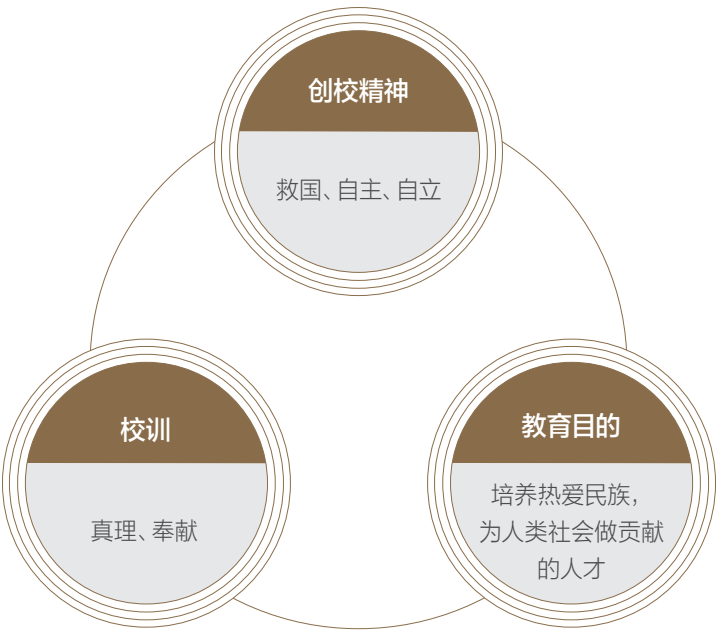 创校精神
救国、自主、自立
校训
真理、奉献
教育目的
培养热爱民族，
为人类社会做贡献
的人才